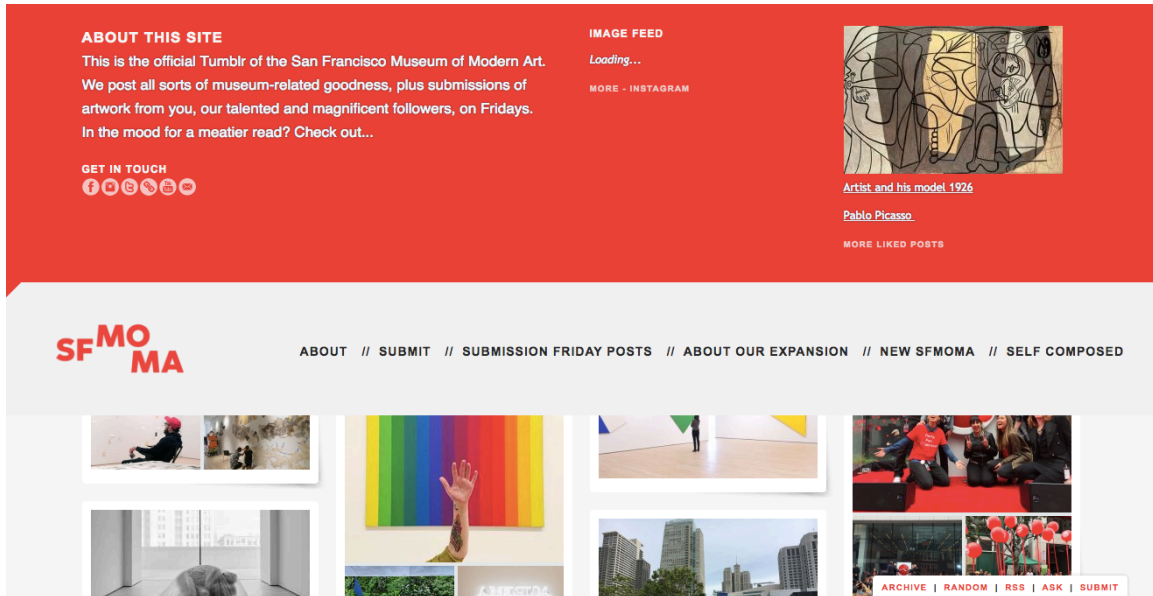 ABOUT THIS SITE
This is the official Tumblr of the San Francisco Museum of Modern Art.
We post all sorts of museum-related goodness, plus submissions of
artwork from you, our talented and magnificent followers, on Fridays.
In the mood for a meatier read? Check out...
GET IN TOUCH
IMAGE FEED
Loading...
MORE - INSTAGRAM
Artist and his model 1926
Pablo Picasso
MORE LIKED POSTS
SFMOMA
ABOUT // SUBMIT // SUBMISSION FRIDAY POSTS // ABOUT OUR EXPANSION // NEW SFMOMA // SELF COMPOSED
ARCHIVE | RANDOM | RSS | ASK | SUBMIT